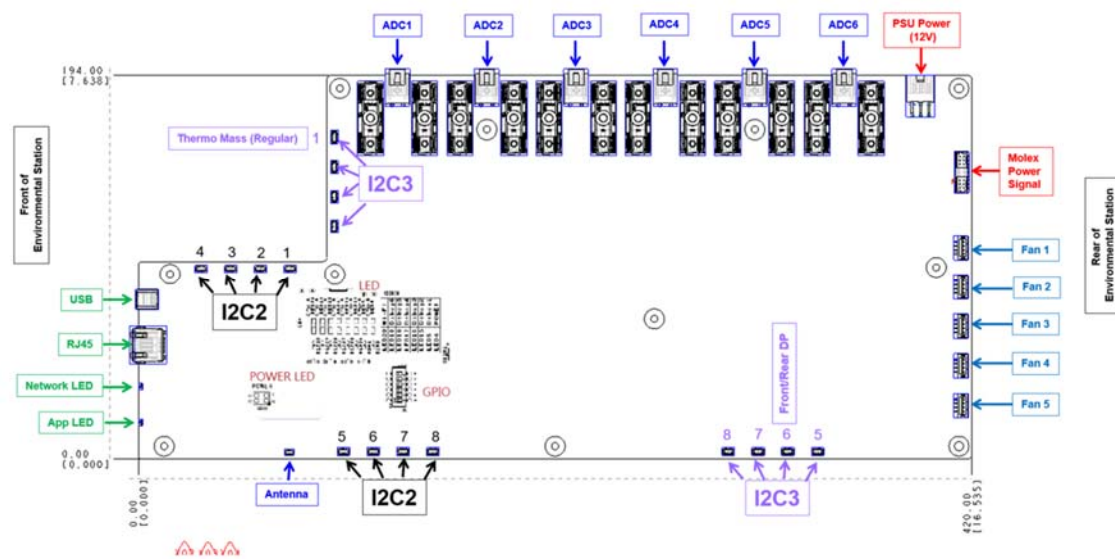 ADC1
ADC2
ADC3
ADC4
ADC5
ADC6
PSU Power
(12V)
194.00
[7.638]
Front of
Environmental Station
Thermo Mass (Regular)
1
I2C3
Molex
Power
Signal
Rear of
Environmental Station
Fan 1
Fan 2
Fan 3
Fan 4
Fan 5
4
3
2
1
I2C2
USB
RJ45
Network LED
App LED
LED
POWER LED
GPIO
Front/Rear DP
5
6
7
8
I2C2
8
7
6
5
I2C3
Antenna
0.00
[0.000]
0.00
[0.000]
420.00
[16.535]